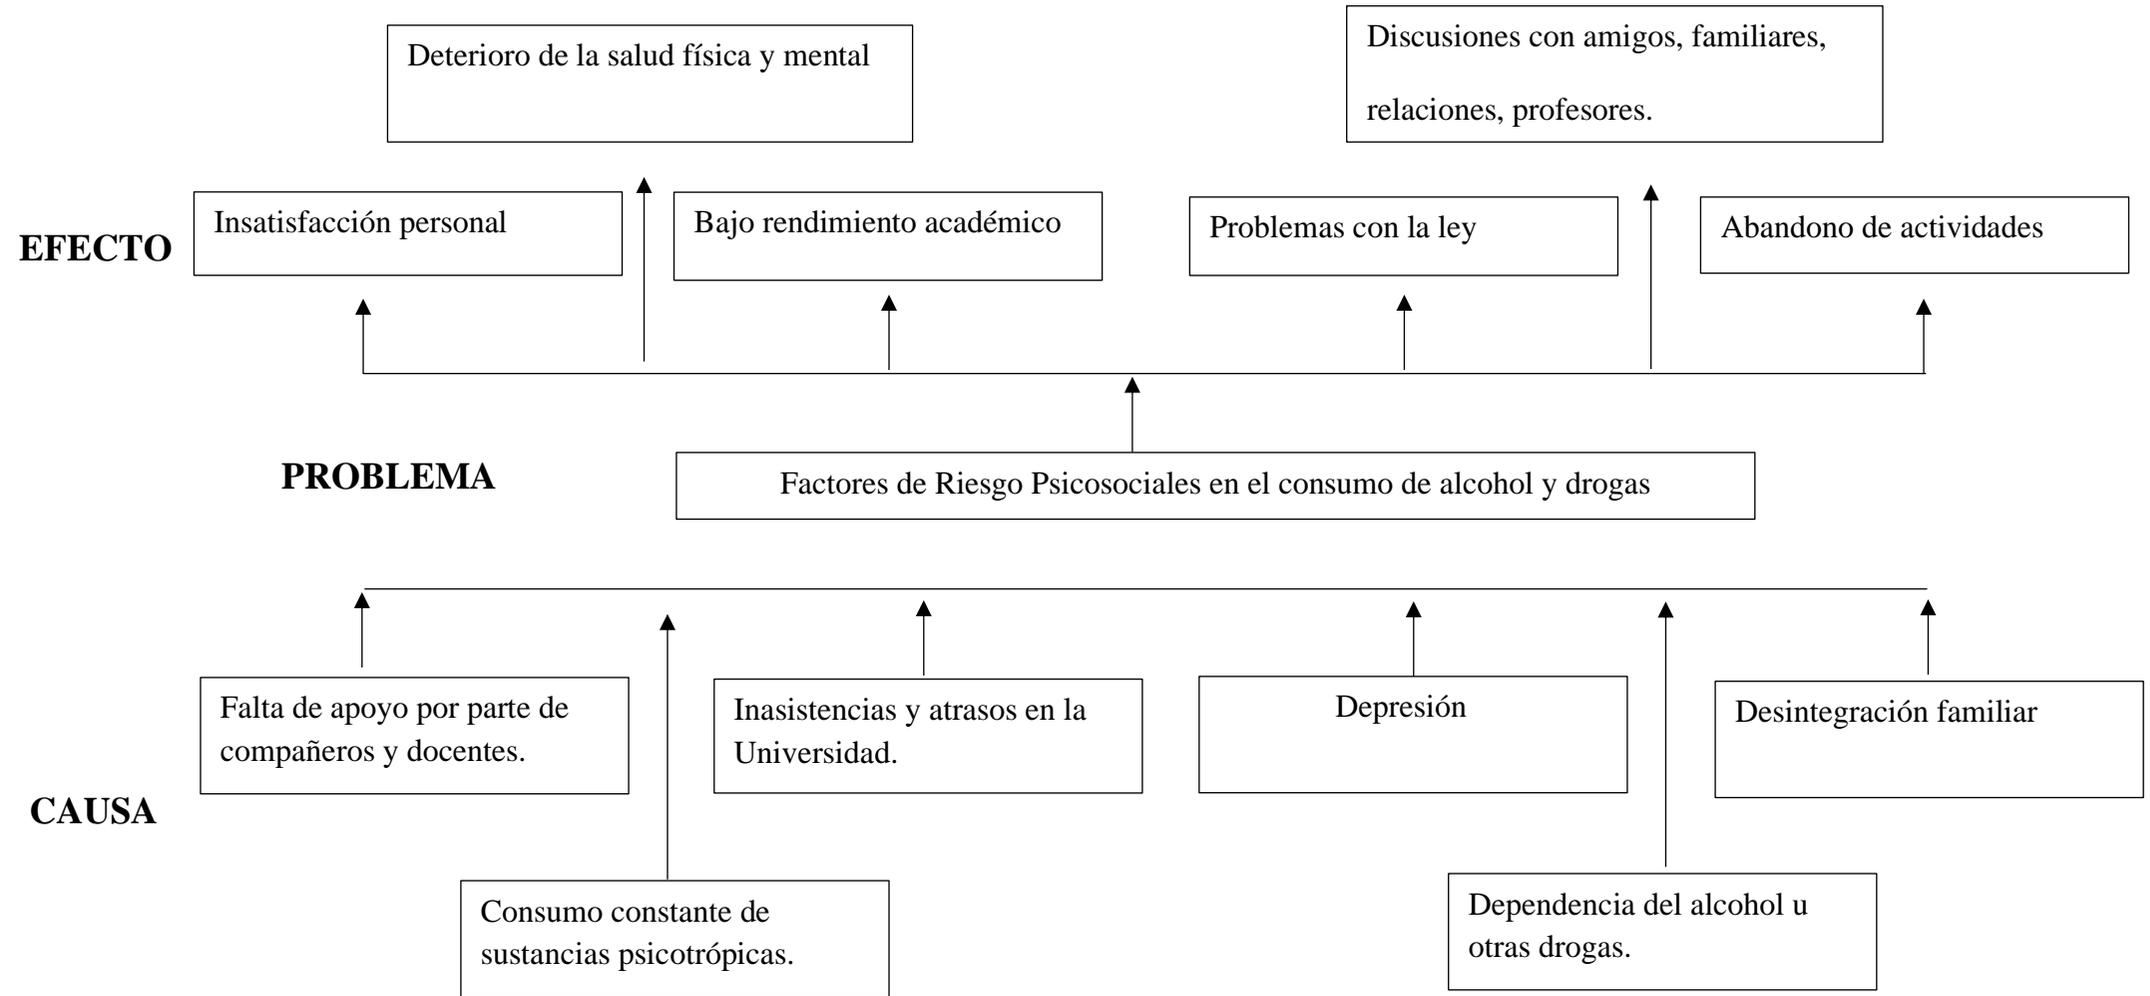 Deterioro de la salud física y mental
Discusiones con amigos, familiares,
relaciones, profesores.
EFECTO
Insatisfacción personal
Bajo rendimiento académico
Problemas con la ley
Abandono de actividades
PROBLEMA
Factores de Riesgo Psicosociales en el consumo de alcohol y drogas
Falta de apoyo por parte de
compañeros y docentes.
Inasistencias y atrasos en la
Universidad.
Depresión
Desintegración familiar
CAUSA
Consumo constante de
sustancias psicotrópicas.
Dependencia del alcohol u
otras drogas.